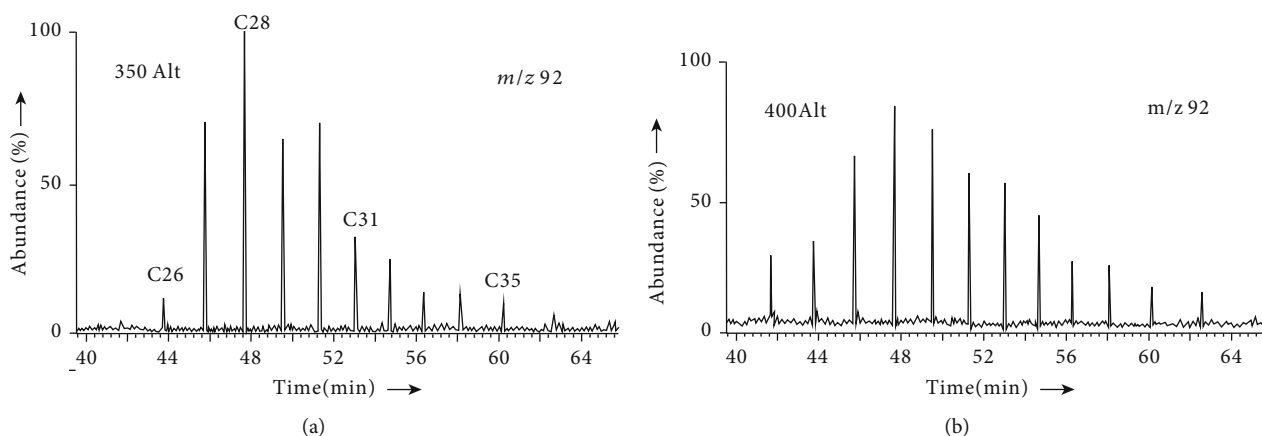 100
50
0
Abundance (%)
350 Alt
m/z 92
C26
C28
C31
C35
40 44 48 52 56 60 64
Time(min)
(a)
100
50
0
Abundance (%)
400Alt
m/z 92
40 44 48 52 56 60 64
Time(min)
(b)